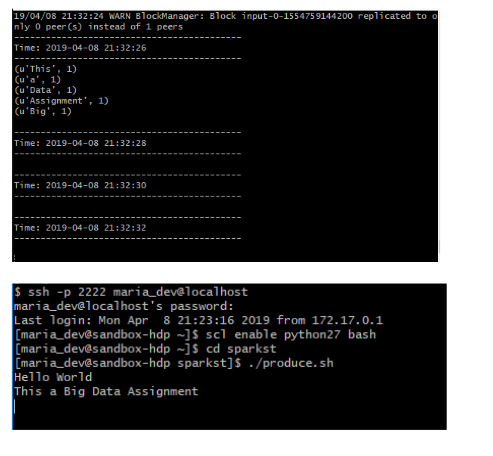 19/04/08 21:32:24 WARN BlockManager: Block input-0-1554759144200 replicated to o
nly 0 peer(s) instead of 1 peers
-------------------------------------------
Time: 2019-04-08 21:32:26
-------------------------------------------
(u'This', 1)
(u'a', 1)
(u'Data', 1)
(u'Assignment', 1)
(u'Big', 1)
-------------------------------------------
Time: 2019-04-08 21:32:28
-------------------------------------------
-------------------------------------------
Time: 2019-04-08 21:32:30
-------------------------------------------
-------------------------------------------
Time: 2019-04-08 21:32:32
-------------------------------------------
$ ssh -p 2222 maria_dev@localhost
maria_dev@localhost's password:
Last login: Mon Apr  8 21:23:16 2019 from 172.17.0.1
[maria_dev@sandbox-hdp ~]$ scl enable python27 bash
[maria_dev@sandbox-hdp ~]$ cd sparkst
[maria_dev@sandbox-hdp sparkst]$ ./produce.sh
Hello World
This a Big Data Assignment